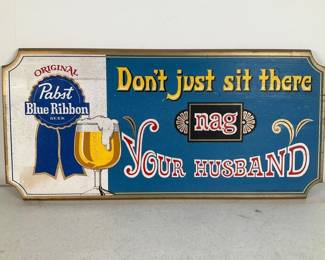 ORIGINAL
Pabst
Blue Ribbon
BEER
Don't just sit there
nag
YOUR HUSBAND